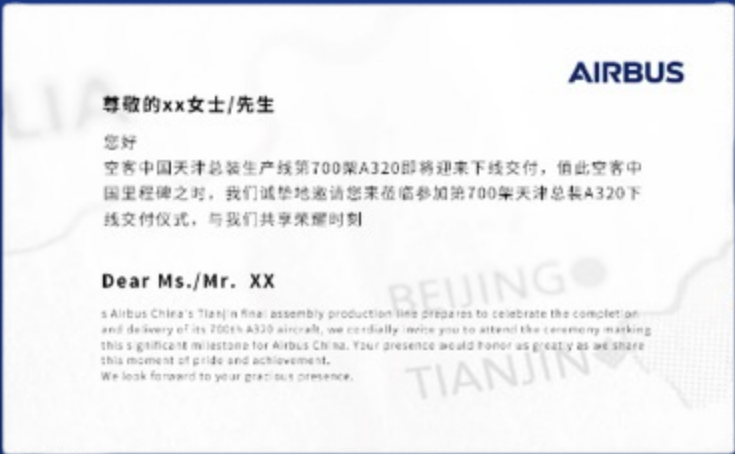 LIA
AIRBUS
尊敬的xx女士/先生
您好
空客中国天津总装生产线第700架A320即将迎来下线交付，值此空客中
国里程碑之时，我们诚挚地邀请您来莅临参加第700架天津总装A320下
线交付仪式，与我们共享荣耀时刻
Dear Ms./Mr. XX
s Airbus China's Tianjin final assembly production line prepares to celebrate the completion
and delivery of its 700th A320 aircraft, we cordially invite you to attend the ceremony marking
this significant milestone for Airbus China. Your presence would honor us greatly as we share
this moment of pride and achievement.
We look forward to your gracious presence.
BEIJING
TIANJIN